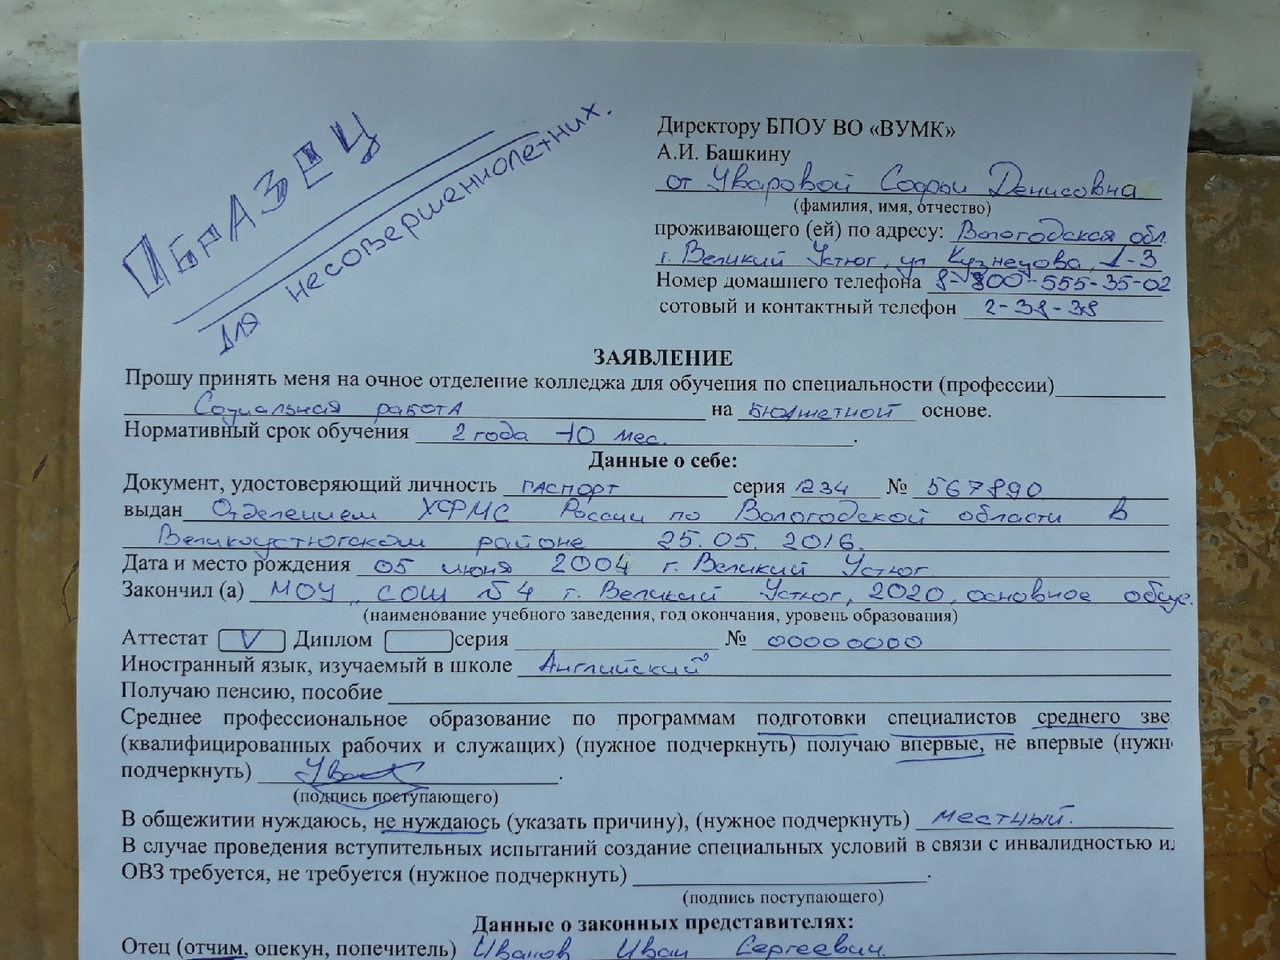 ОБРАЗЕЦ
для несовершеннолетних.
Директору БПОУ ВО «ВУМК»
А.И. Башкину
от Уваровой Софьи Денисовна
(фамилия, имя, отчество)
проживающего (ей) по адресу: Вологодская обл.
г. Великий Устюг, ул Кузнецова, 1-3
Номер домашнего телефона 8-800-555-35-02
сотовый и контактный телефон 2-38-38
ЗАЯВЛЕНИЕ
Прошу принять меня на очное отделение колледжа для обучения по специальности (профессии)
Социальная работа на бюджетной основе.
Нормативный срок обучения 2 года 10 мес.
Данные о себе:
Документ, удостоверяющий личность паспорт серия 1234 № 567890
выдан Отделением УФМС России по Вологодской области в
Великоустюгском районе 25.05.2016.
Дата и место рождения 05 июня 2004 г. Великий Устюг
Закончил (а) МОУ „СОШ №4 г. Великий Устюг, 2020, основное общее.
(наименование учебного заведения, год окончания, уровень образования)
Аттестат V Диплом серия № 00000000
Иностранный язык, изучаемый в школе Английский
Получаю пенсию, пособие
Среднее профессиональное образование по программам подготовки специалистов среднего зве
(квалифицированных рабочих и служащих) (нужное подчеркнуть) получаю впервые, не впервые (нужн
подчеркнуть)
(подпись поступающего)
В общежитии нуждаюсь, не нуждаюсь (указать причину), (нужное подчеркнуть) местный.
В случае проведения вступительных испытаний создание специальных условий в связи с инвалидностью ил
ОВЗ требуется, не требуется (нужное подчеркнуть)
(подпись поступающего)
Данные о законных представителях:
Отец (отчим, опекун, попечитель) Иванов Иван Сергеевич